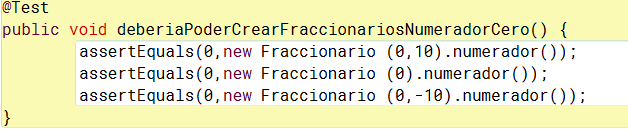 @Test
public void deberiaPoderCrearFraccionariosNumeradorCero() {
assertEquals(0,new Fraccionario (0,10).numerador());
assertEquals(0,new Fraccionario (0).numerador());
assertEquals(0,new Fraccionario (0,-10).numerador());
}